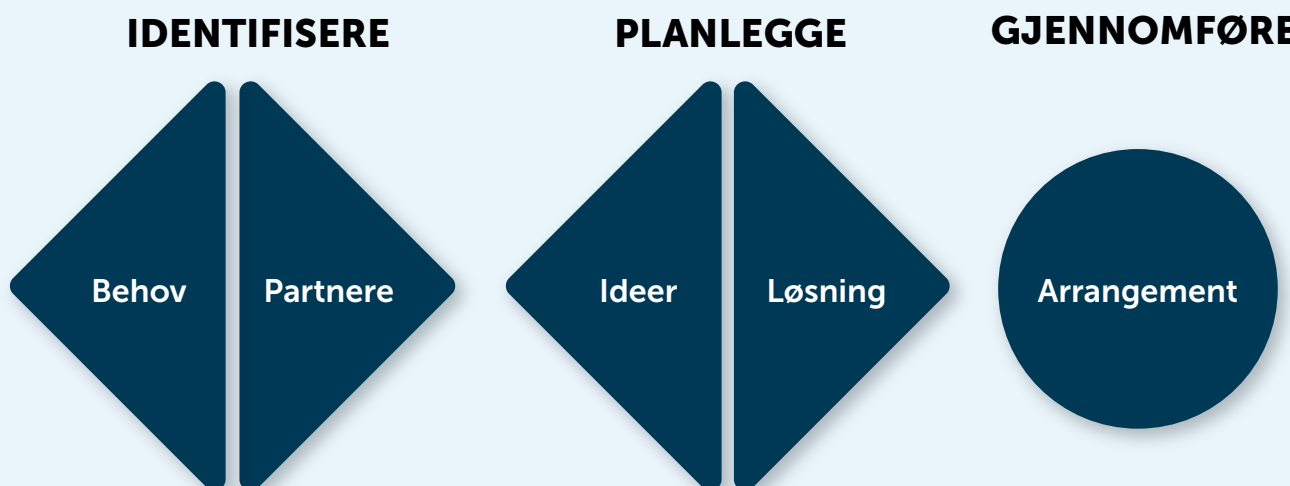 IDENTIFISERE
PLANLEGGE
GJENNOMFØRE
Behov
Partnere
Ideer
Løsning
Arrangement